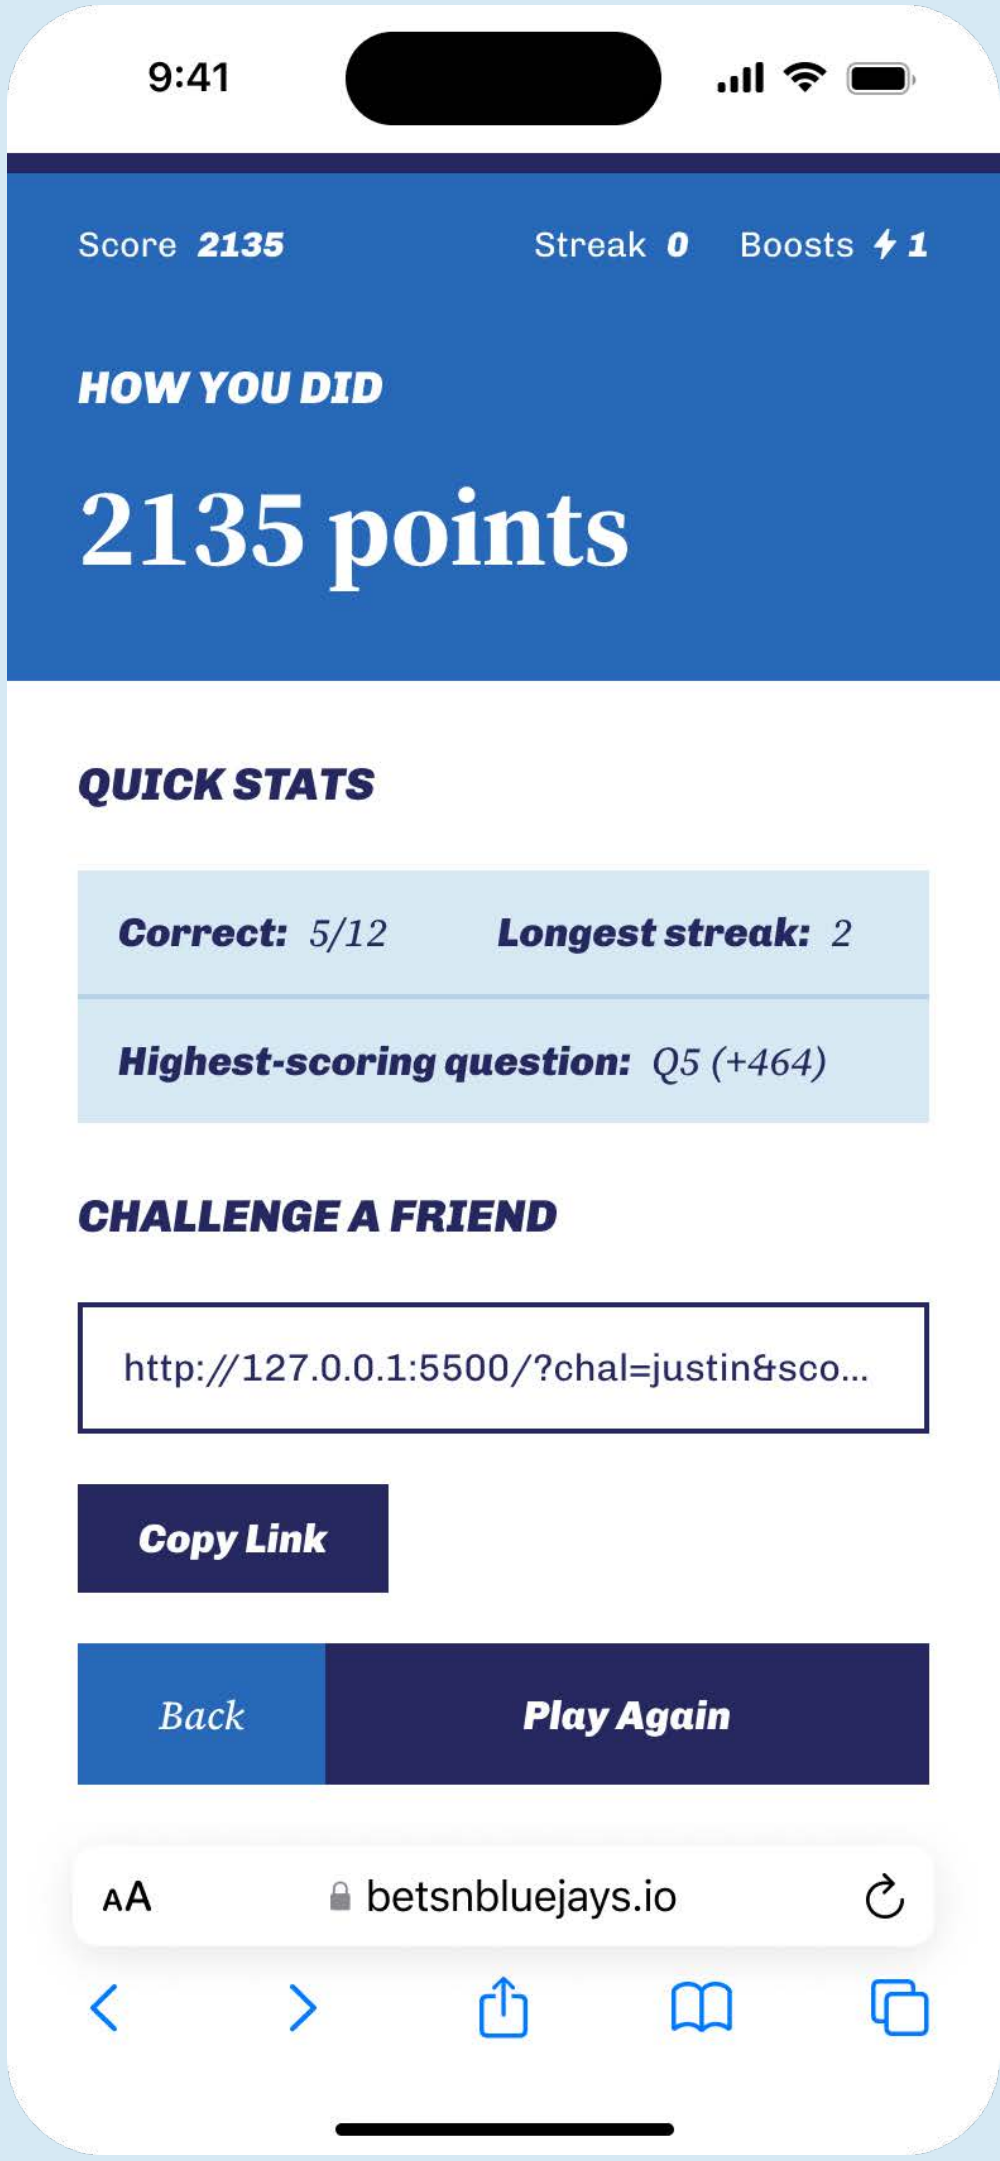 9:41
Score 2135 Streak 0 Boosts 1
HOW YOU DID
2135 points
QUICK STATS
Correct: 5/12 Longest streak: 2
Highest-scoring question: Q5 (+464)
CHALLENGE A FRIEND
http://127.0.0.1:5500/?chal=justin&sco...
Copy Link
Back Play Again
AA betsnbluejays.io